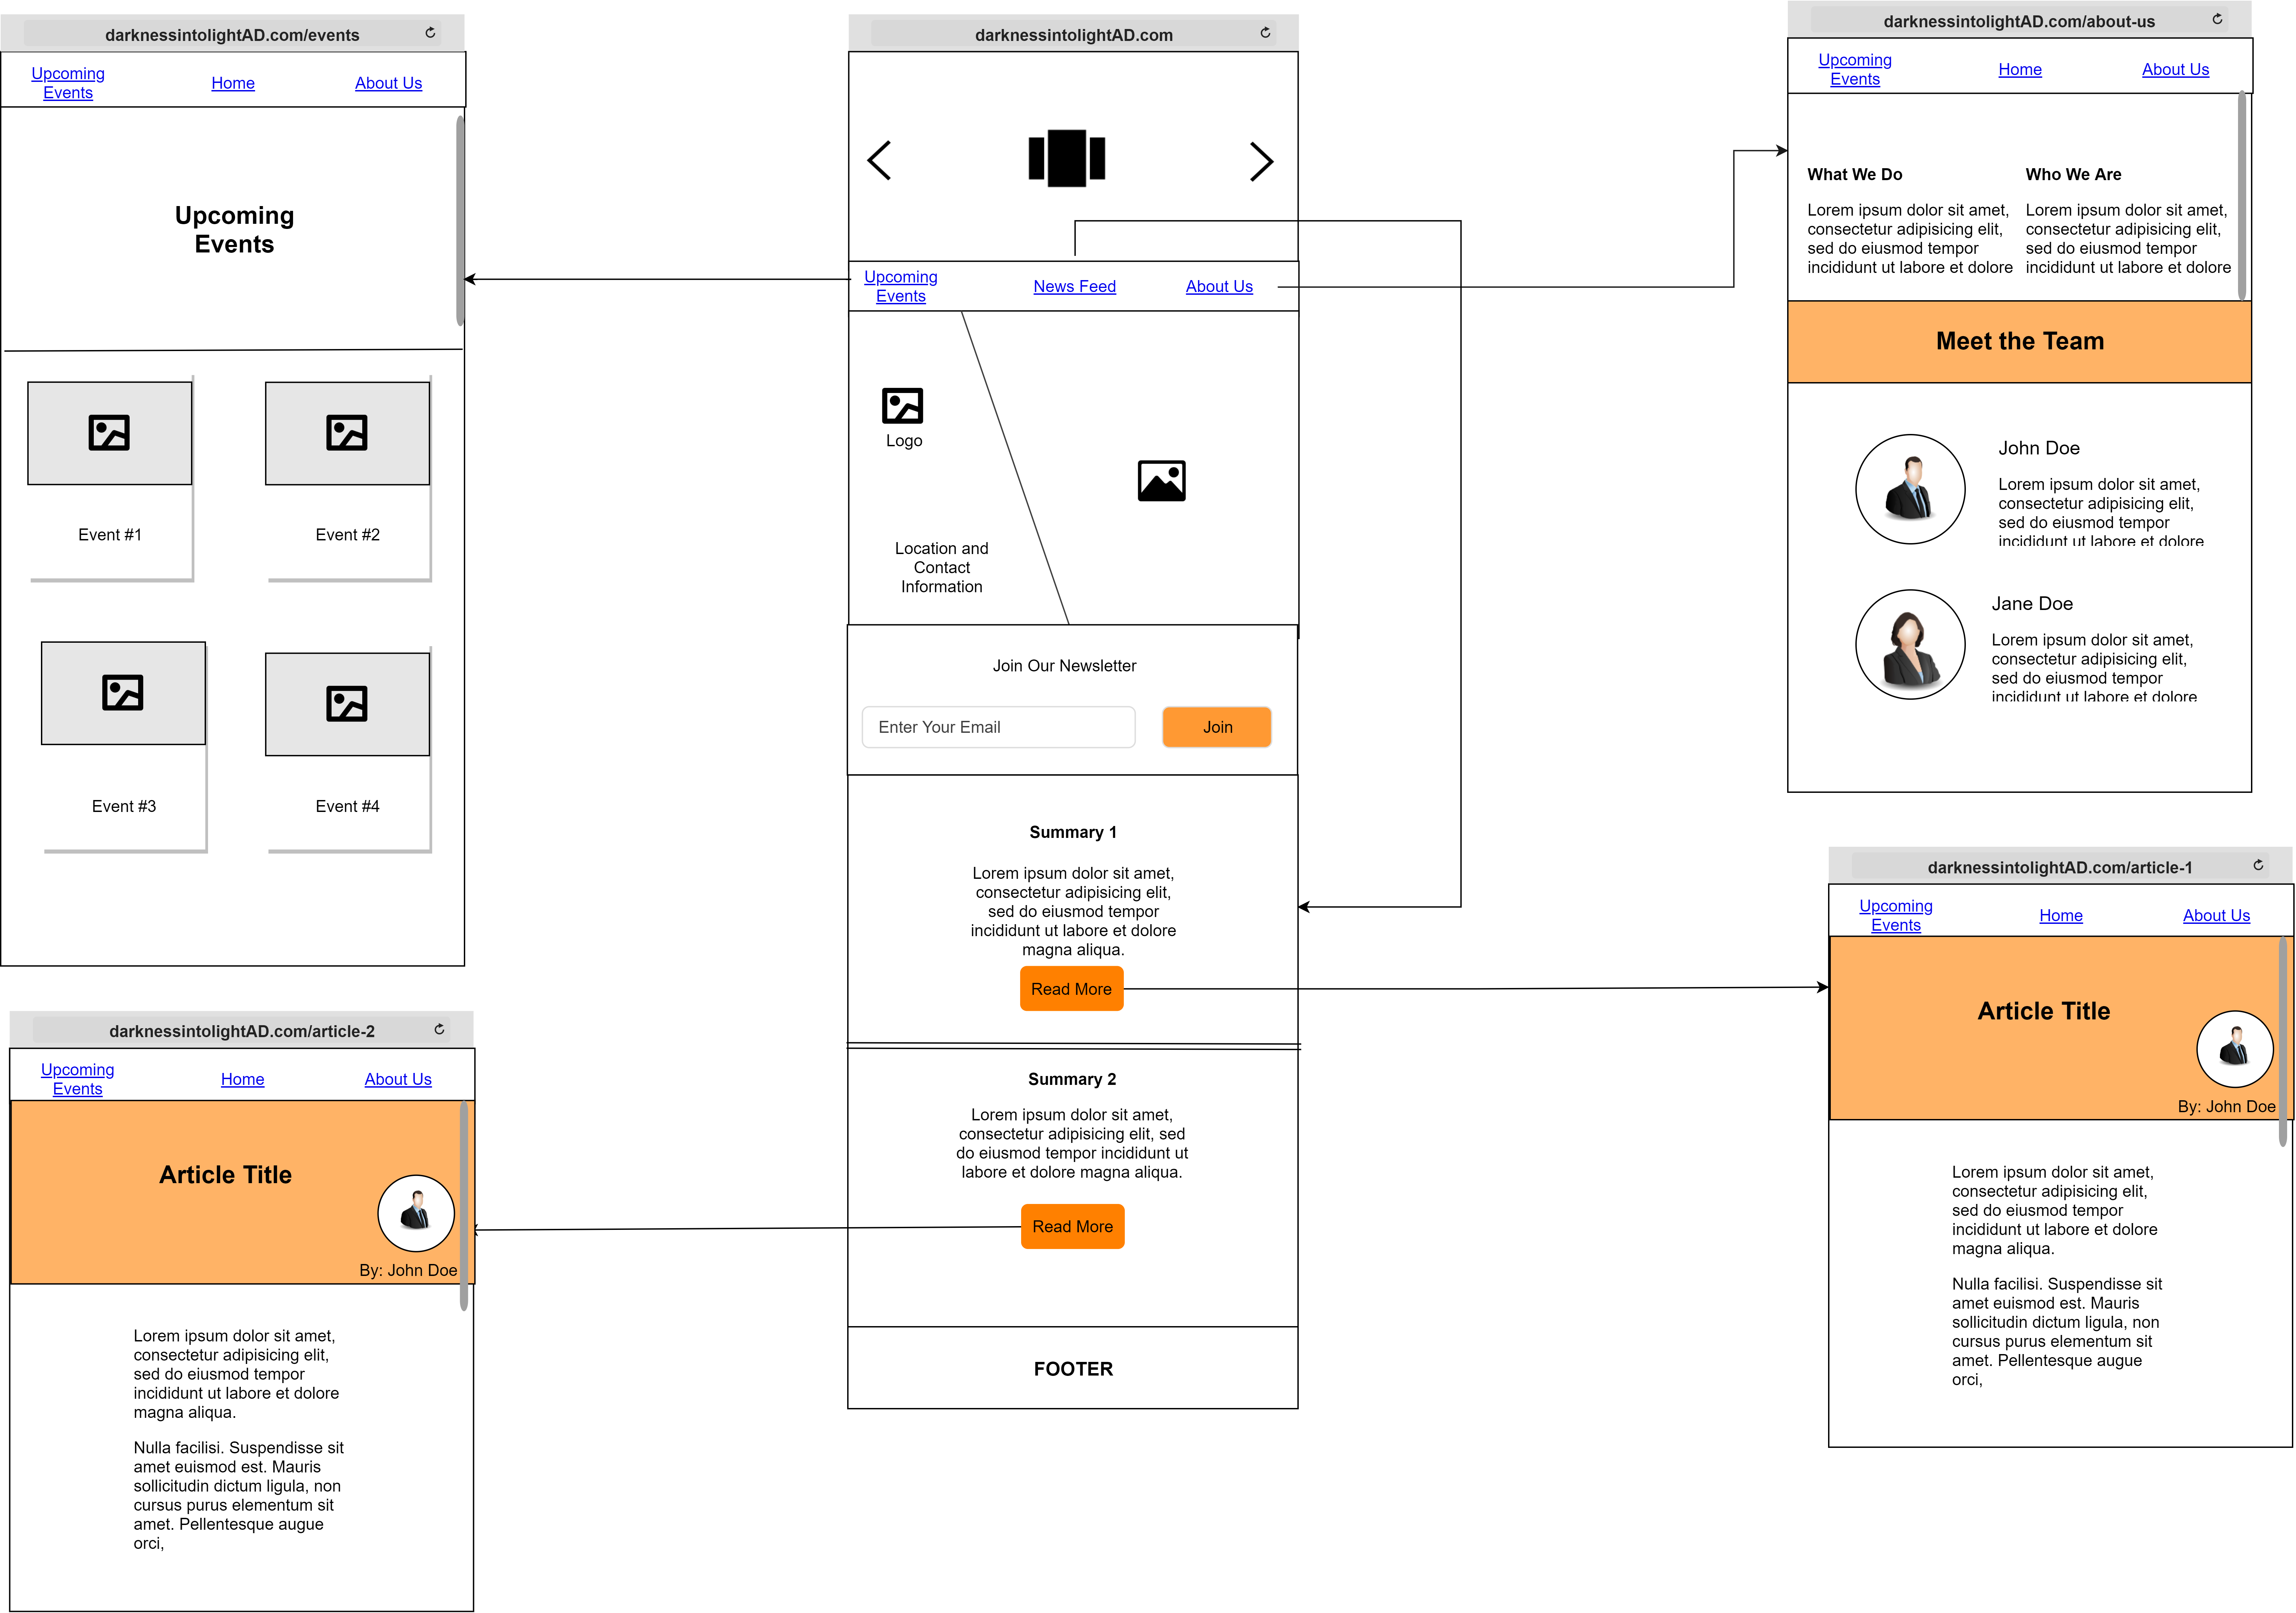 darknessintolightAD.com/events
Upcoming
Events
Home
About Us
Upcoming
Events
Event #1
Event #2
Event #3
Event #4
darknessintolightAD.com/article-2
Upcoming
Events
Home
About Us
Article Title
By: John Doe
Lorem ipsum dolor sit amet,
consectetur adipisicing elit,
sed do eiusmod tempor
incididunt ut labore et dolore
magna aliqua.
Nulla facilisi. Suspendisse sit
amet euismod est. Mauris
sollicitudin dictum ligula, non
cursus purus elementum sit
amet. Pellentesque augue
orci,
darknessintolightAD.com
Upcoming
Events
News Feed
About Us
Logo
Location and
Contact
Information
Join Our Newsletter
Enter Your Email
Join
Summary 1
Lorem ipsum dolor sit amet,
consectetur adipisicing elit,
sed do eiusmod tempor
incididunt ut labore et dolore
magna aliqua.
Read More
Summary 2
Lorem ipsum dolor sit amet,
consectetur adipisicing elit, sed
do eiusmod tempor incididunt ut
labore et dolore magna aliqua.
Read More
FOOTER
darknessintolightAD.com/about-us
Upcoming
Events
Home
About Us
What We Do
Lorem ipsum dolor sit amet,
consectetur adipisicing elit,
sed do eiusmod tempor
incididunt ut labore et dolore
Who We Are
Lorem ipsum dolor sit amet,
consectetur adipisicing elit,
sed do eiusmod tempor
incididunt ut labore et dolore
Meet the Team
John Doe
Lorem ipsum dolor sit amet,
consectetur adipisicing elit,
sed do eiusmod tempor
incididunt ut labore et dolore
Jane Doe
Lorem ipsum dolor sit amet,
consectetur adipisicing elit,
sed do eiusmod tempor
incididunt ut labore et dolore
darknessintolightAD.com/article-1
Upcoming
Events
Home
About Us
Article Title
By: John Doe
Lorem ipsum dolor sit amet,
consectetur adipisicing elit,
sed do eiusmod tempor
incididunt ut labore et dolore
magna aliqua.
Nulla facilisi. Suspendisse sit
amet euismod est. Mauris
sollicitudin dictum ligula, non
cursus purus elementum sit
amet. Pellentesque augue
orci,